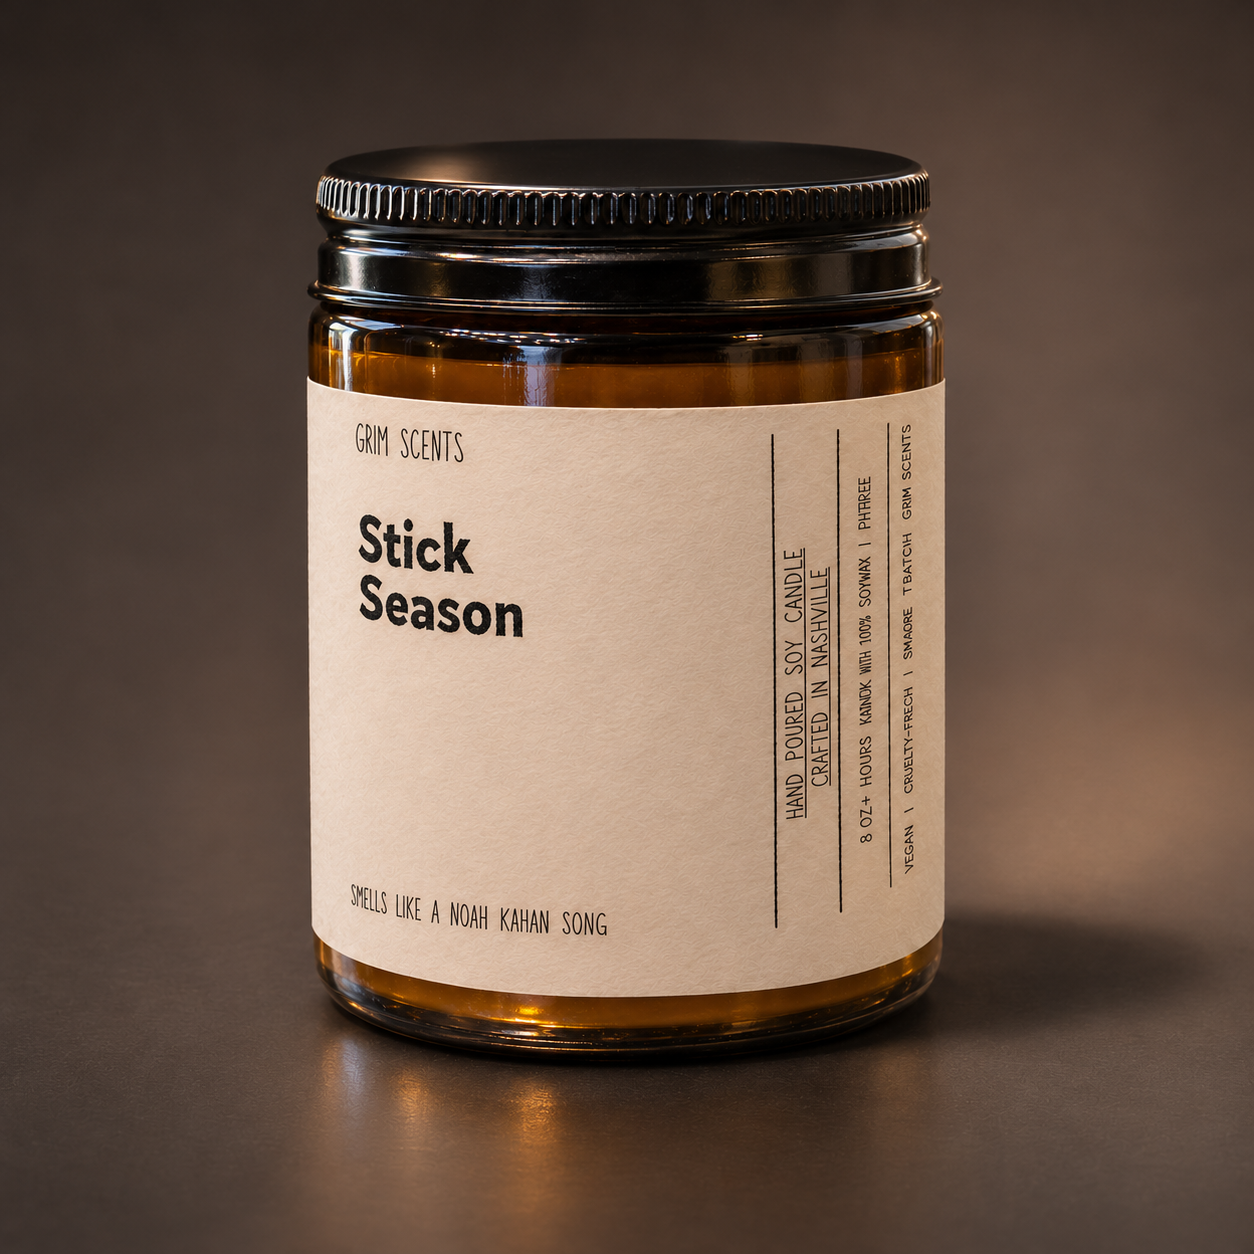 GRIM SCENTS
Stick
Season
SMELLS LIKE A NOAH KAHAN SONG
HAND POURED SOY CANDLE
CRAFTED IN NASHVILLE
8 OZ+ HOURS KAINDK WITH 100% SOYWAX | PHTHREE
VEGAN | CRUELTY-FRECH | SMAORE TBATCIH GRIM SCENTS